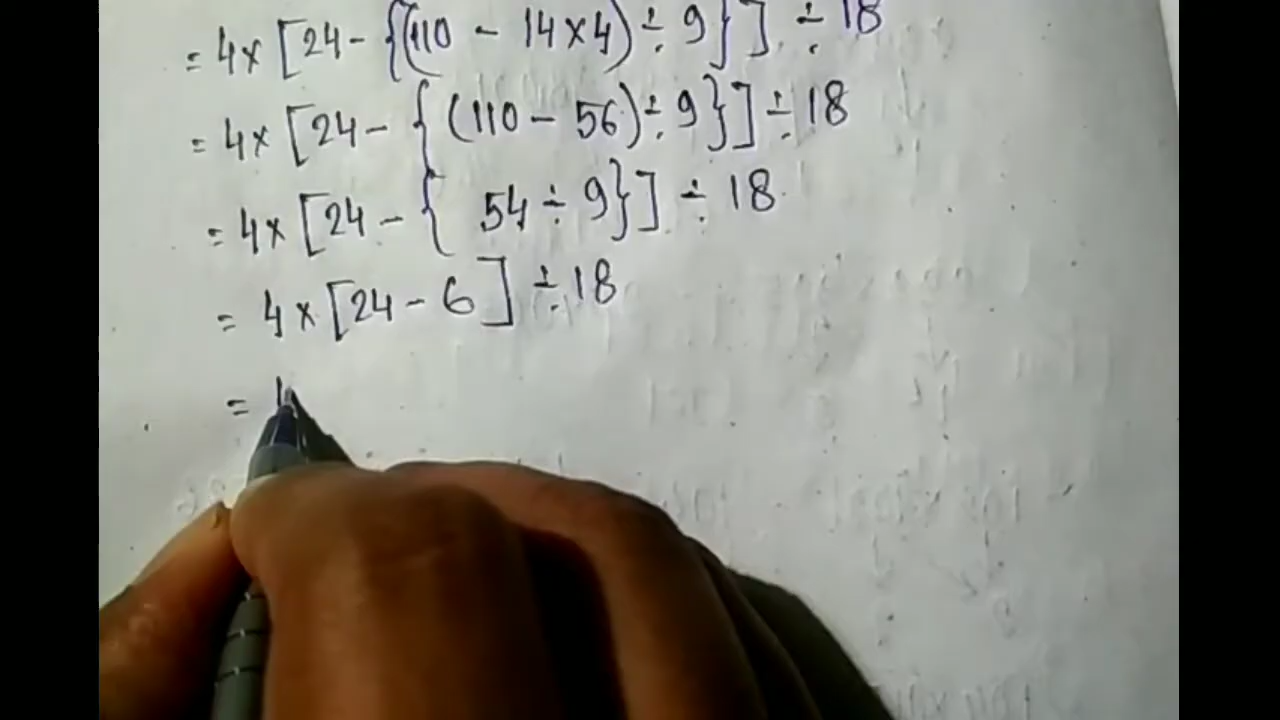 = 4 × [24 - {(110 - 14 × 4) ÷ 9}] ÷ 18
= 4 × [24 - {(110 - 56) ÷ 9}] ÷ 18
= 4 × [24 - { 54 ÷ 9}] ÷ 18
= 4 × [24 - 6] ÷ 18
=